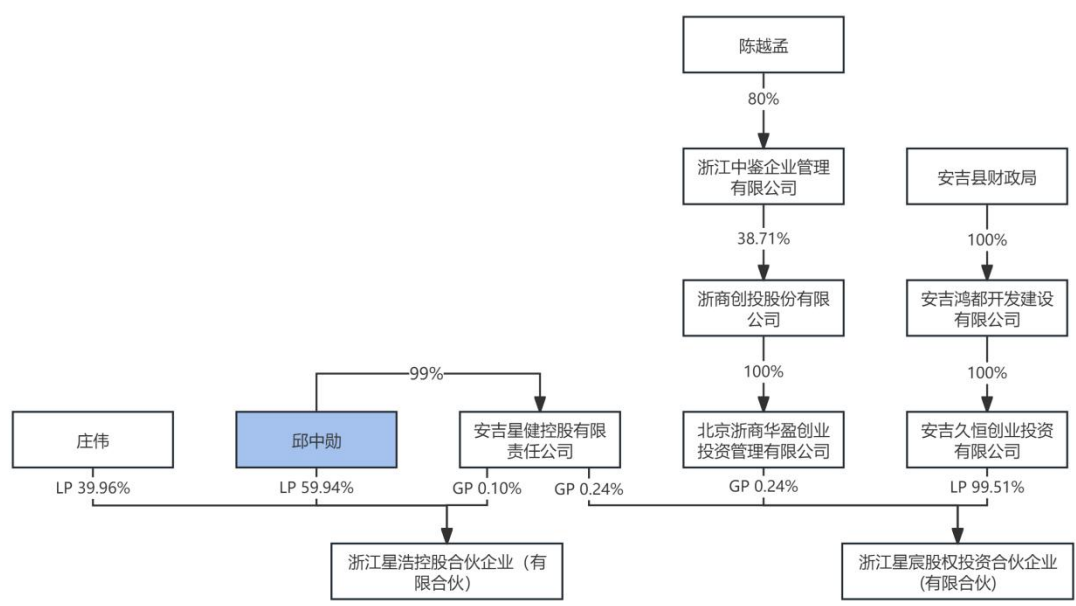 陈越孟
80%
浙江中鉴企业管理
有限公司
安吉县财政局
38.71%
100%
浙商创投股份有限
公司
安吉鸿都开发建设
有限公司
100%
100%
99%
庄伟
邱中勋
安吉星健控股有限
责任公司
北京浙商华盈创业
投资管理有限公司
安吉久恒创业投资
有限公司
LP 39.96%
LP 59.94%
GP 0.10%
GP 0.24%
GP 0.24%
LP 99.51%
浙江星浩控股合伙企业（有
限合伙）
浙江星宸股权投资合伙企业
(有限合伙)